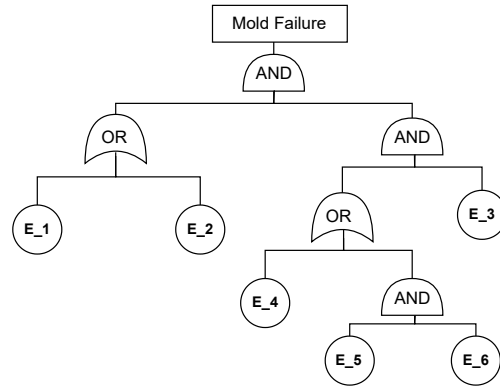 Mold Failure
AND
OR
AND
E_1
E_2
OR
E_3
E_4
AND
E_5
E_6